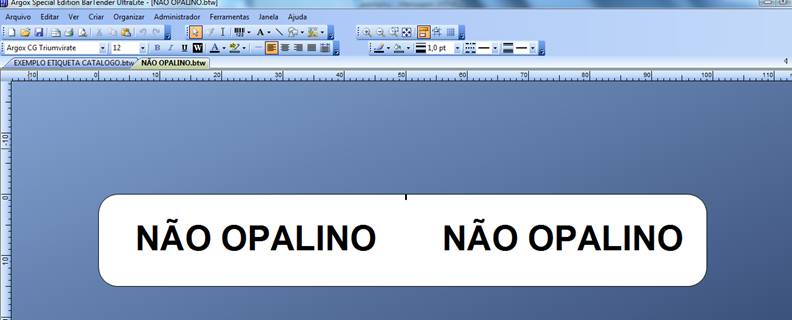 Argox Special Edition BarTender UltraLite - [NÃO OPALINO.btw]
Arquivo Editar Ver Criar Organizar Administrador Ferramentas Janela Ajuda
Argox CG Triumvirate 12 B I U W A 1,0 pt
EXEMPLO ETIQUETA CATALOGO.btw NÃO OPALINO.btw
10 0 10 20 30 40 50 60 70 80 90 100 110
10
0
10
NÃO OPALINO NÃO OPALINO